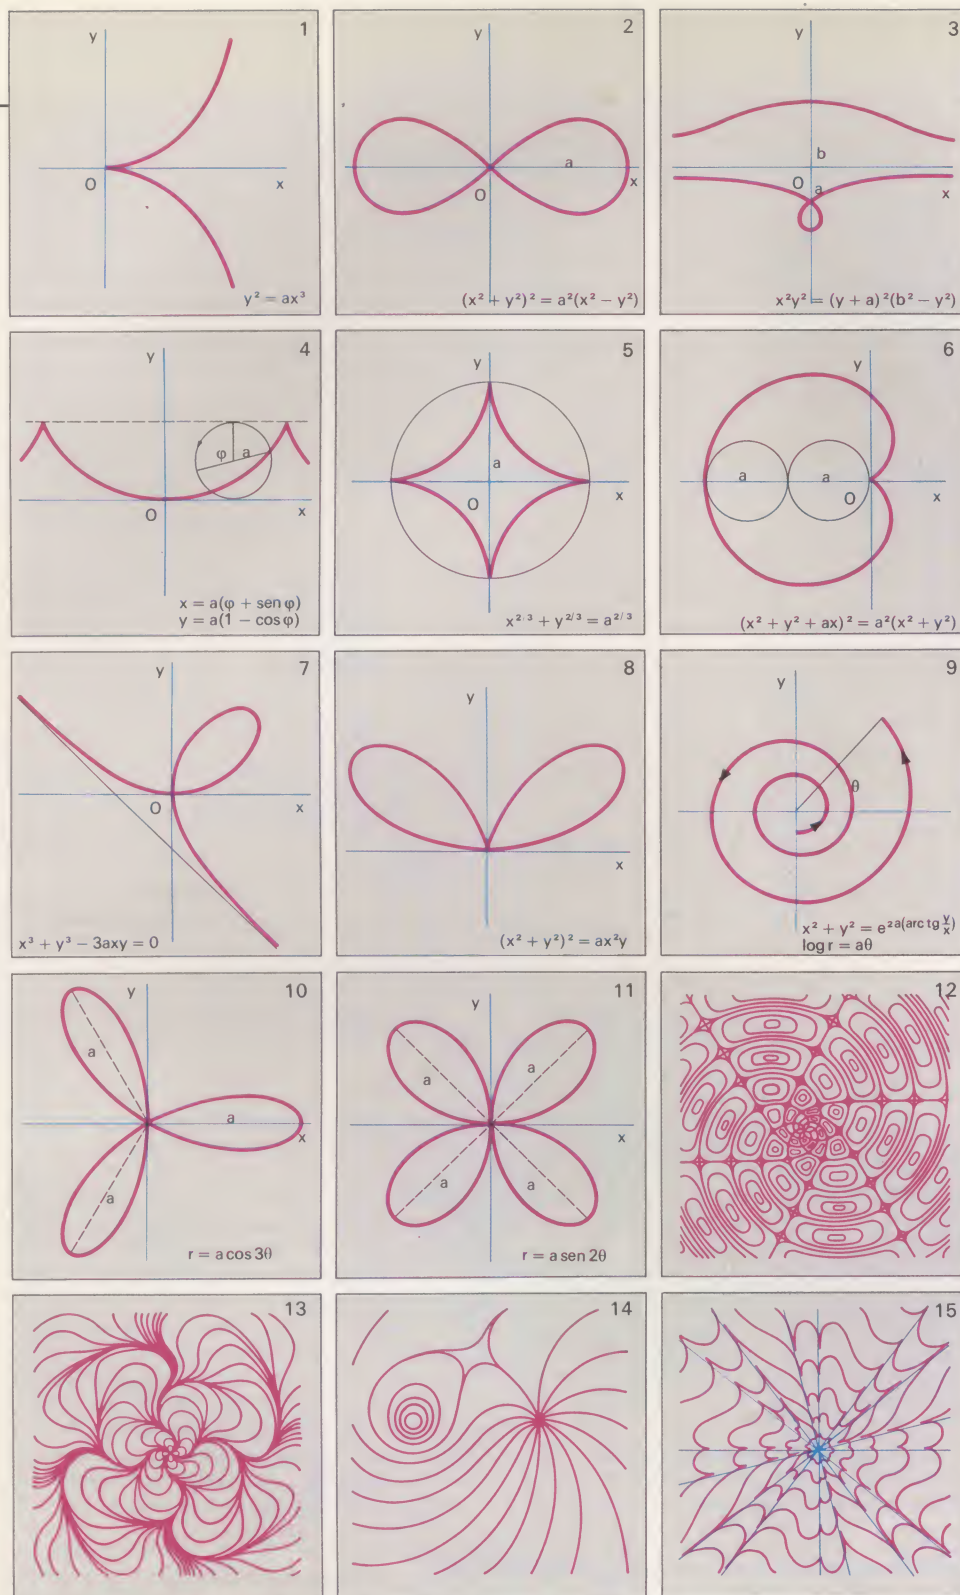 1
y
O
x
y² = ax³
2
y
a
O
x
(x² + y²)² = a²(x² − y²)
3
y
b
O
a
x
x²y² = (y + a)²(b² − y²)
4
y
φ a
O
x
x = a(φ + sen φ)
y = a(1 − cos φ)
5
y
a
O
x
x^2/3 + y^2/3 = a^2/3
6
y
a a
O
x
(x² + y² + ax)² = a²(x² + y²)
7
y
O
x
x³ + y³ − 3axy = 0
8
y
x
(x² + y²)² = ax²y
9
y
θ
x² + y² = e^2a(arc tg y/x)
log r = aθ
10
y
a
a
x
a
r = a cos 3θ
11
y
a a
x
a a
r = a sen 2θ
12
13
14
15